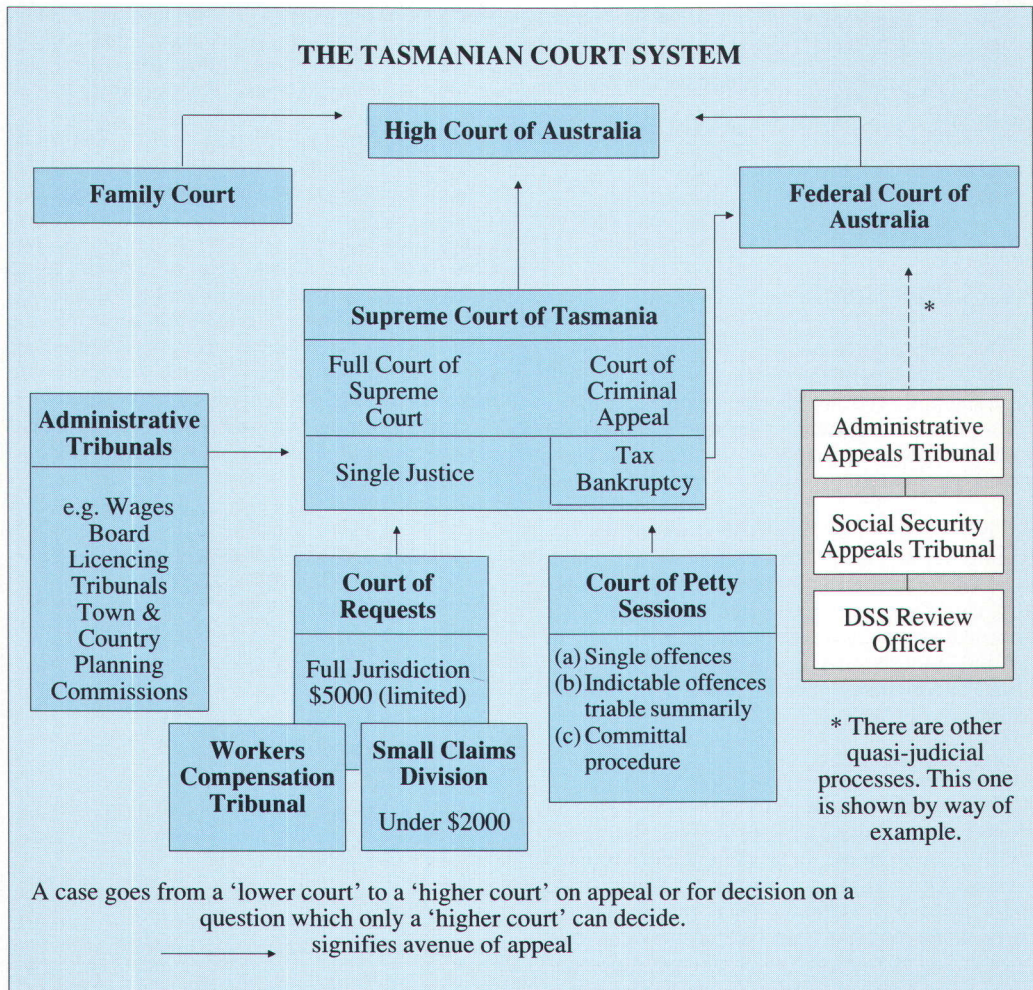 THE TASMANIAN COURT SYSTEM
High Court of Australia
Family Court
Federal Court of
Australia
*
Supreme Court of Tasmania
Full Court of
Supreme
Court
Court of
Criminal
Appeal
Single Justice
Tax
Bankruptcy
Administrative
Tribunals
e.g. Wages
Board
Licencing
Tribunals
Town &
Country
Planning
Commissions
Administrative
Appeals Tribunal
Social Security
Appeals Tribunal
DSS Review
Officer
Court of
Requests
Full Jurisdiction
$5000 (limited)
Workers
Compensation
Tribunal
Small Claims
Division
Under $2000
Court of Petty
Sessions
(a) Single offences
(b) Indictable offences
triable summarily
(c) Committal
procedure
* There are other
quasi-judicial
processes. This one
is shown by way of
example.
A case goes from a ‘lower court’ to a ‘higher court’ on appeal or for decision on a
question which only a ‘higher court’ can decide.
signifies avenue of appeal